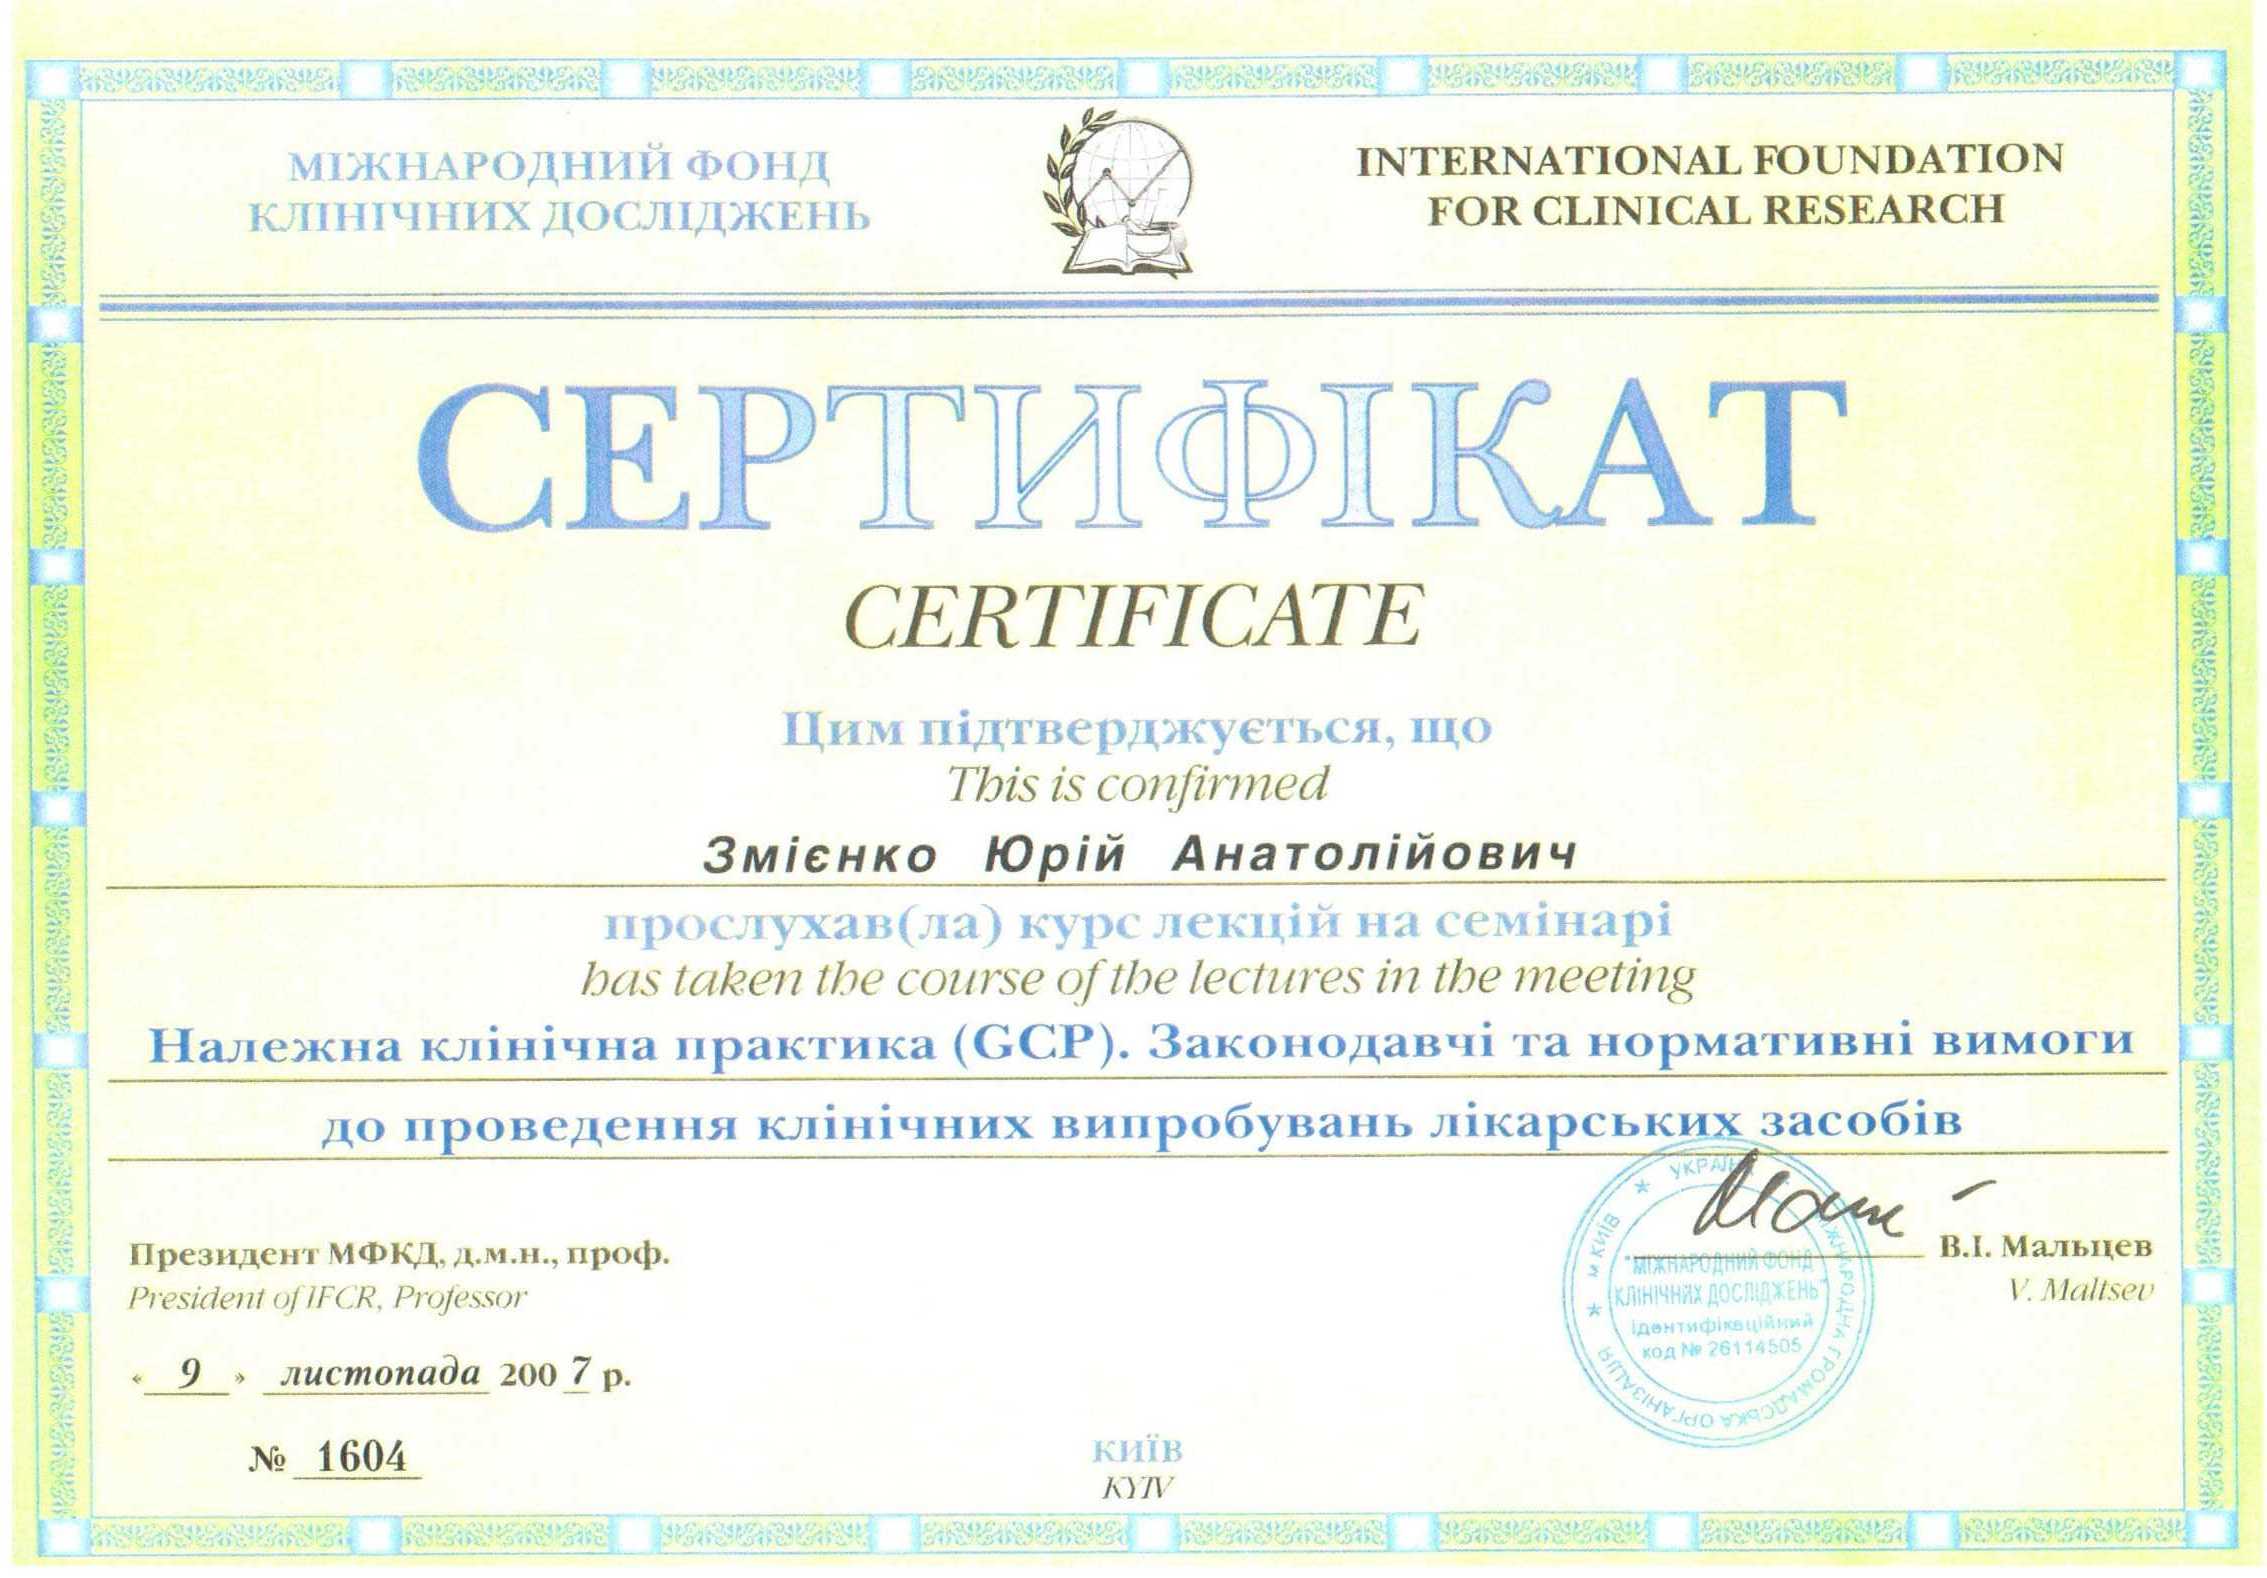 МІЖНАРОДНИЙ ФОНД
КЛІНІЧНИХ ДОСЛІДЖЕНЬ
INTERNATIONAL FOUNDATION
FOR CLINICAL RESEARCH
СЕРТИФІКАТ
CERTIFICATE
Цим підтверджується, що
This is confirmed
Змієнко Юрій Анатолійович
прослухав(ла) курс лекцій на семінарі
has taken the course of the lectures in the meeting
Належна клінічна практика (GCP). Законодавчі та нормативні вимоги
до проведення клінічних випробувань лікарських засобів
Президент МФКД, д.м.н., проф.
President of IFCR, Professor
В.І. Мальцев
V. Maltsev
УКРАЇНА
МІЖНАРОДНА ГРОМАДСЬКА ОРГАНІЗАЦІЯ
м.КИЇВ
"МІЖНАРОДНИЙ ФОНД
КЛІНІЧНИХ ДОСЛІДЖЕНЬ"
Ідентифікаційний
код № 26114505
« 9 » листопада 2007 р.
№ 1604
КИЇВ
KYIV